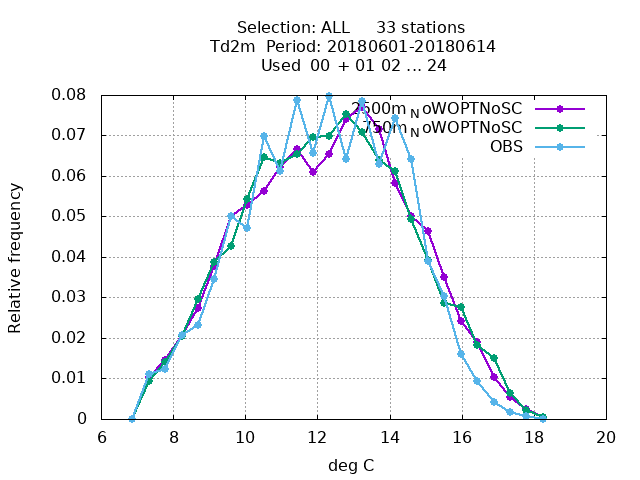 Selection: ALL 33 stations
Td2m Period: 20180601-20180614
Used 00 + 01 02 ... 24
0.08
0.07
0.06
0.05
0.04
0.03
0.02
0.01
0
6 8 10 12 14 16 18 20
deg C
Relative frequency
2500m_NoWOPTNoSC
750m_NoWOPTNoSC
OBS